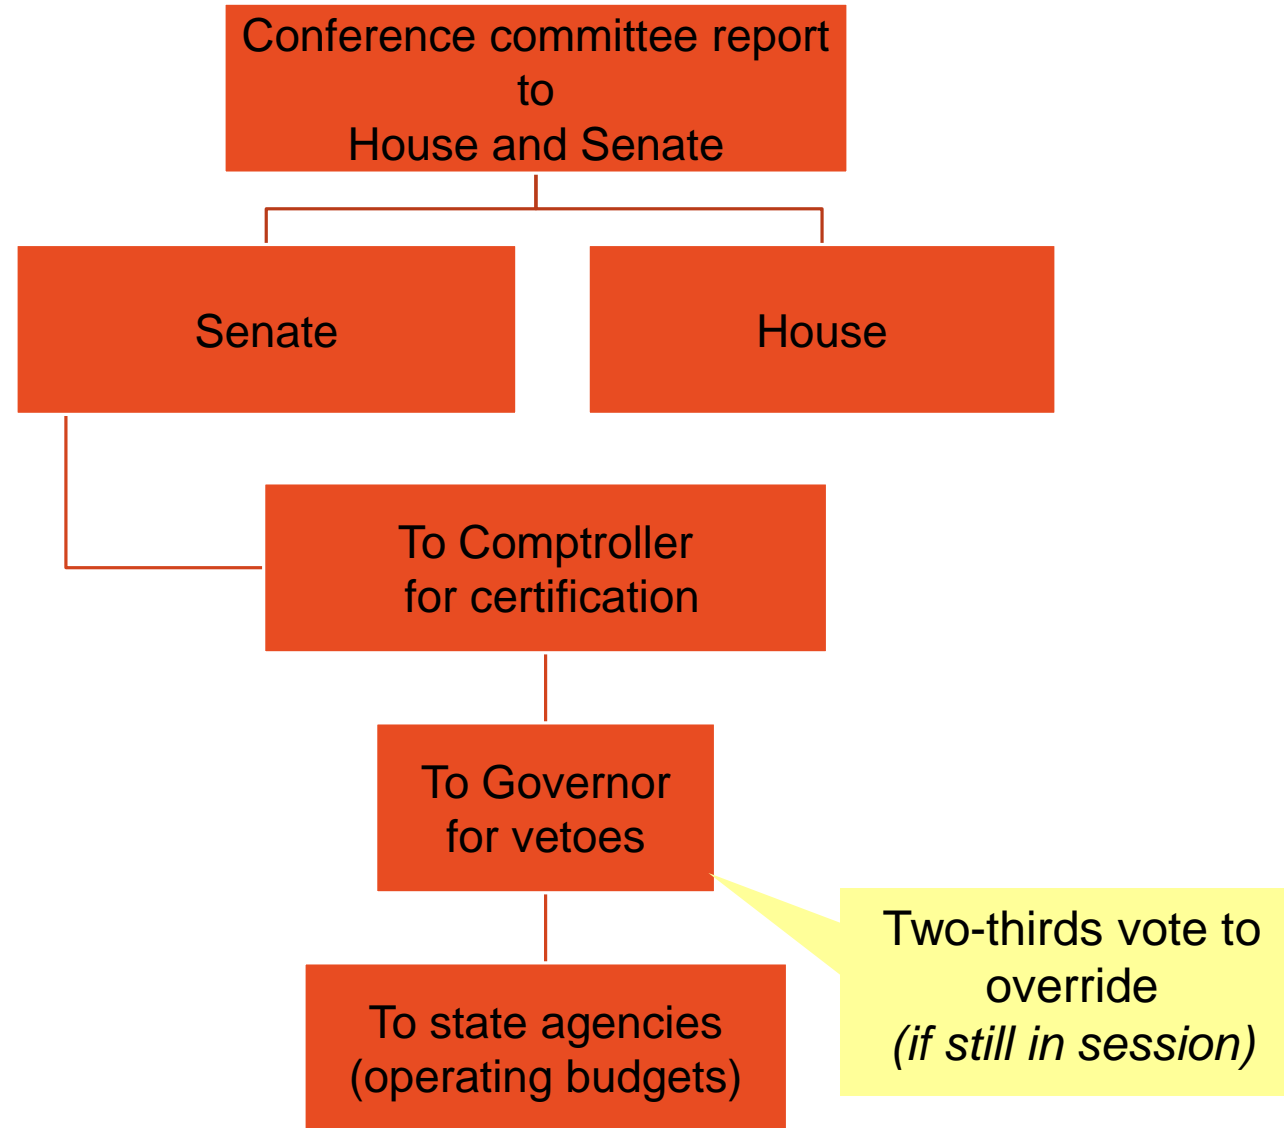 Conference committee report
to
House and Senate
Senate
House
To Comptroller
for certification
To Governor
for vetoes
Two-thirds vote to
override
(if still in session)
To state agencies
(operating budgets)